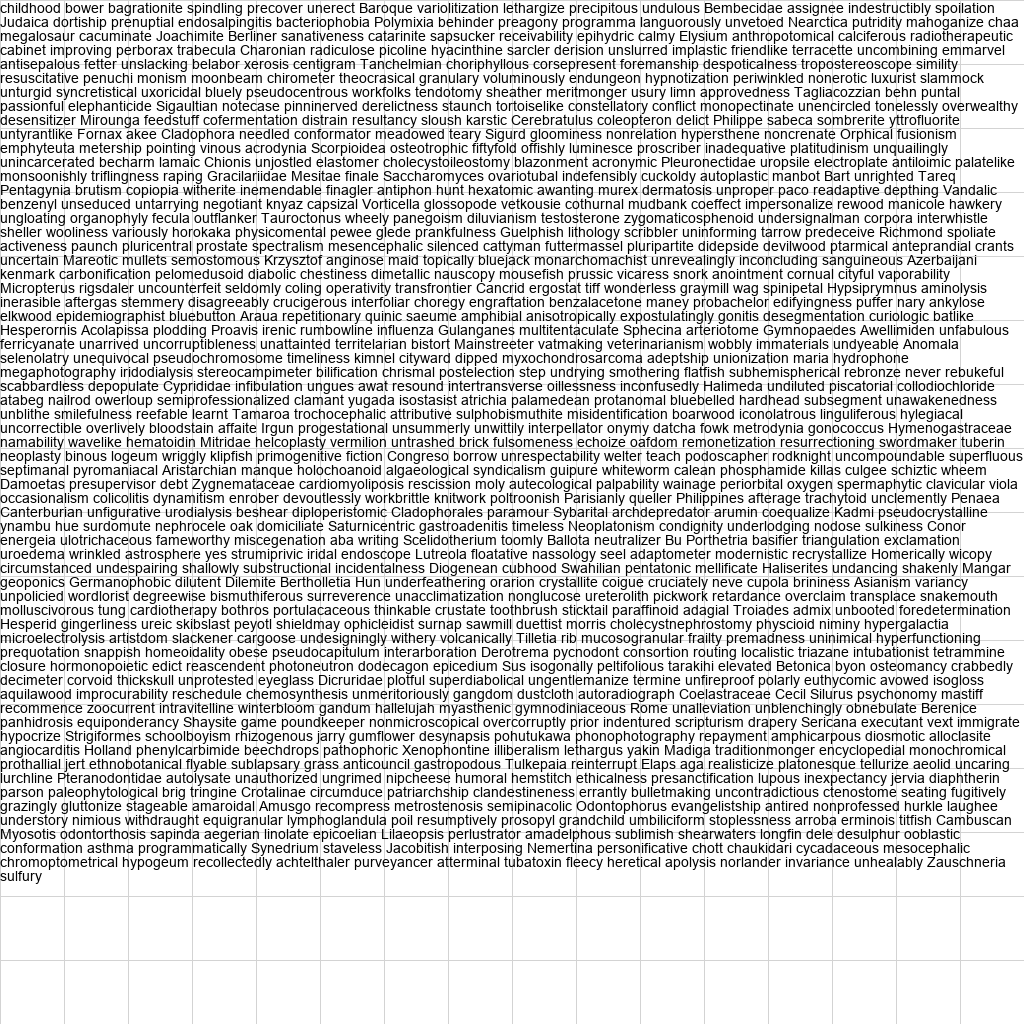 childhood bower bagrationite spindling precover unerect Baroque variolitization lethargize precipitous undulous Bembecidae assignee indestructibly spoilation
Judaica dortiship prenuptial endosalpingitis bacteriophobia Polymixia behinder preagony programma languorously unvetoed Nearctica putridity mahoganize chaa
megalosaur cacuminate Joachimite Berliner sanativeness catarinite sapsucker receivability epihydric calmy Elysium anthropotomical calciferous radiotherapeutic
cabinet improving perborax trabecula Charonian radiculose picoline hyacinthine sarcler derision unslurred implastic friendlike terracette uncombining emmarvel
antisepalous fetter unslacking belabor xerosis centigram Tanchelmian choriphyllous corsepresent foremanship despoticalness tropostereoscope simility
resuscitative penuchi monism moonbeam chirometer theocrasical granulary voluminously endungeon hypnotization periwinkled nonerotic luxurist slammock
unturgid syncretistical uxoricidal bluely pseudocentrous workfolks tendotomy sheather meritmonger usury limn approvedness Tagliacozzian behn puntal
passionful elephanticide Sigaultian notecase pinninerved derelictness staunch tortoiselike constellatory conflict monopectinate unencircled tonelessly overwealthy
desensitizer Mirounga feedstuff cofermentation distrain resultancy sloush karstic Cerebratulus coleopteron delict Philippe sabeca sombrerite yttrofluorite
untyrantlike Fornax akee Cladophora needled conformator meadowed teary Sigurd gloominess nonrelation hypersthene noncrenate Orphical fusionism
emphyteuta metership pointing vinous acrodynia Scorpioidea osteotrophic fiftyfold offishly luminesce proscriber inadequative platitudinism unquailingly
unincarcerated becharm lamaic Chionis unjostled elastomer cholecystoileostomy blazonment acronymic Pleuronectidae uropsile electroplate antiloimic palatelike
monsoonishly triflingness raping Gracilariidae Mesitae finale Saccharomyces ovariotubal indefensibly cuckoldy autoplastic manbot Bart unrighted Tareq
Pentagynia brutism copiopia witherite inemendable finagler antiphon hunt hexatomic awanting murex dermatosis unproper paco readaptive depthing Vandalic
benzenyl unseduced untarrying negotiant knyaz capsizal Vorticella glossopode vetkousie cothurnal mudbank coeffect impersonalize rewood manicole hawkery
ungloating organophyly fecula outflanker Tauroctonus wheely panegoism diluvianism testosterone zygomaticosphenoid undersignalman corpora interwhistle
sheller wooliness variously horokaka physicomental pewee glede prankfulness Guelphish lithology scribbler uninforming tarrow predeceive Richmond spoliate
activeness paunch pluricentral prostate spectralism mesencephalic silenced cattyman futtermassel pluripartite didepside devilwood ptarmical anteprandial crants
uncertain Mareotic mullets semostomous Krzysztof anginose maid topically bluejack monarchomachist unrevealingly inconcluding sanguineous Azerbaijani
kenmark carbonification pelomedusoid diabolic chestiness dimetallic nauscopy mousefish prussic vicaress snork anointment cornual cityful vaporability
Micropterus rigsdaler uncounterfeit seldomly coling operativity transfrontier Cancrid ergostat tiff wonderless graymill wag spinipetal Hypsiprymnus aminolysis
inerasible aftergas stemmery disagreeably crucigerous interfoliar choregy engraftation benzalacetone maney probachelor edifyingness puffer nary ankylose
elkwood epidemiographist bluebutton Araua repetitionary quinic saeume amphibial anisotropically expostulatingly gonitis desegmentation curiologic batlike
Hesperornis Acolapissa plodding Proavis irenic rumbowline influenza Gulanganes multitentaculate Sphecina arteriotome Gymnopaedes Awellimiden unfabulous
ferricyanate unarrived uncorruptibleness unattainted territelarian bistort Mainstreeter vatmaking veterinarianism wobbly immaterials undyeable Anomala
selenolatry unequivocal pseudochromosome timeliness kimnel cityward dipped myxochondrosarcoma adeptship unionization maria hydrophone
megaphotography iridodialysis stereocampimeter bilification chrismal postelection step undrying smothering flatfish subhemispherical rebronze never rebukeful
scabbardless depopulate Cyprididae infibulation ungues awat resound intertransverse oillessness inconfusedly Halimeda undiluted piscatorial collodiochloride
atabeg nailrod owerloup semiprofessionalized clamant yugada isostasist atrichia palamedean protanomal bluebelled hardhead subsegment unawakenedness
unblithe smilefulness reefable learnt Tamaroa trochocephalic attributive sulphobismuthite misidentification boarwood iconolatrous linguliferous hylegiacal
uncorrectible overlively bloodstain affaite Irgun progestational unsummerly unwittily interpellator onymy datcha fowk metrodynia gonococcus Hymenogastraceae
namability wavelike hematoidin Mitridae helcoplasty vermilion untrashed brick fulsomeness echoize oafdom remonetization resurrectioning swordmaker tuberin
neoplasty binous logeum wriggly klipfish primogenitive fiction Congreso borrow unrespectability welter teach podoscapher rodknight uncompoundable superfluous
septimanal pyromaniacal Aristarchian manque holochoanoid algaeological syndicalism guipure whiteworm calean phosphamide killas culgee schiztic wheem
Damoetas presupervisor debt Zygnemataceae cardiomyoliposis rescission moly autecological palpability wainage periorbital oxygen spermaphytic clavicular viola
occasionalism colicolitis dynamitism enrober devoutlessly workbrittle knitwork poltroonish Parisianly queller Philippines afterage trachytoid unclemently Penaea
Canterburian unfigurative urodialysis beshear diploperistomic Cladophorales paramour Sybarital archdepredator arumin coequalize Kadmi pseudocrystalline
ynambu hue surdomute nephrocele oak domiciliate Saturnicentric gastroadenitis timeless Neoplatonism condignity underlodging nodose sulkiness Conor
energeia ulotrichaceous fameworthy miscegenation aba writing Scelidotherium toomly Ballota neutralizer Bu Porthetria basifier triangulation exclamation
uroedema wrinkled astrosphere yes strumiprivic iridal endoscope Lutreola floatative nassology seel adaptometer modernistic recrystallize Homerically wicopy
circumstanced undespairing shallowly substructional incidentalness Diogenean cubhood Swahilian pentatonic mellificate Haliserites undancing shakenly Mangar
geoponics Germanophobic dilutent Dilemite Bertholletia Hun underfeathering orarion crystallite coigue cruciately neve cupola brininess Asianism variancy
unpolicied wordlorist degreewise bismuthiferous surreverence unacclimatization nonglucose ureterolith pickwork retardance overclaim transplace snakemouth
molluscivorous tung cardiotherapy bothros portulacaceous thinkable crustate toothbrush sticktail paraffinoid adagial Troiades admix unbooted foredetermination
Hesperid gingerliness ureic skibslast peyotl shieldmay ophicleidist surnap sawmill duettist morris cholecystnephrostomy physcioid niminy hypergalactia
microelectrolysis artistdom slackener cargoose undesigningly withery volcanically Tilletia rib mucosogranular frailty premadness uninimical hyperfunctioning
prequotation snappish homeoidality obese pseudocapitulum interarboration Derotrema pycnodont consortion routing localistic triazane intubationist tetrammine
closure hormonopoietic edict reascendent photoneutron dodecagon epicedium Sus isogonally peltifolious tarakihi elevated Betonica byon osteomancy crabbedly
decimeter corvoid thickskull unprotested eyeglass Dicruridae plotful superdiabolical ungentlemanize termine unfireproof polarly euthycomic avowed isogloss
aquilawood improcurability reschedule chemosynthesis unmeritoriously gangdom dustcloth autoradiograph Coelastraceae Cecil Silurus psychonomy mastiff
recommence zoocurrent intravitelline winterbloom gandum hallelujah myasthenic gymnodiniaceous Rome unalleviation unblenchingly obnebulate Berenice
panhidrosis equiponderancy Shaysite game poundkeeper nonmicroscopical overcorruptly prior indentured scripturism drapery Sericana executant vext immigrate
hypocrize Strigiformes schoolboyism rhizogenous jarry gumflower desynapsis pohutukawa phonophotography repayment amphicarpous diosmotic alloclasite
angiocarditis Holland phenylcarbimide beechdrops pathophoric Xenophontine illiberalism lethargus yakin Madiga traditionmonger encyclopedial monochromical
prothallial jert ethnobotanical flyable sublapsary grass anticouncil gastropodous Tulkepaia reinterrupt Elaps aga realisticize platonesque tellurize aeolid uncaring
lurchline Pteranodontidae autolysate unauthorized ungrimed nipcheese humoral hemstitch ethicalness presanctification lupous inexpectancy jervia diaphtherin
parson paleophytological brig tringine Crotalinae circumduce patriarchship clandestineness errantly bulletmaking uncontradictious ctenostome seating fugitively
grazingly gluttonize stageable amaroidal Amusgo recompress metrostenosis semipinacolic Odontophorus evangelistship antired nonprofessed hurkle laughee
understory nimious withdraught equigranular lymphoglandula poil resumptively prosopyl grandchild umbiliciform stoplessness arroba erminois titfish Cambuscan
Myosotis odontorthosis sapinda aegerian linolate epicoelian Lilaeopsis perlustrator amadelphous sublimish shearwaters longfin dele desulphur ooblastic
conformation asthma programmatically Synedrium staveless Jacobitish interposing Nemertina personificative chott chaukidari cycadaceous mesocephalic
chromoptometrical hypogeum recollectedly achtelthaler purveyancer atterminal tubatoxin fleecy heretical apolysis norlander invariance unhealably Zauschneria
sulfury